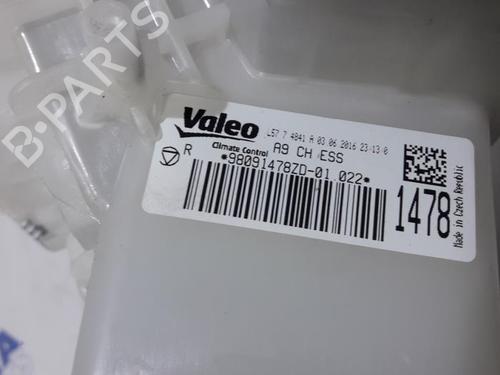 B-PARTS
Valeo
L57 7 4841 A 03 06 2016 23:13:0
Climate Control
A9 CH ESS
R
*98091478ZD-01 022*
1478
Made in Czech Republic